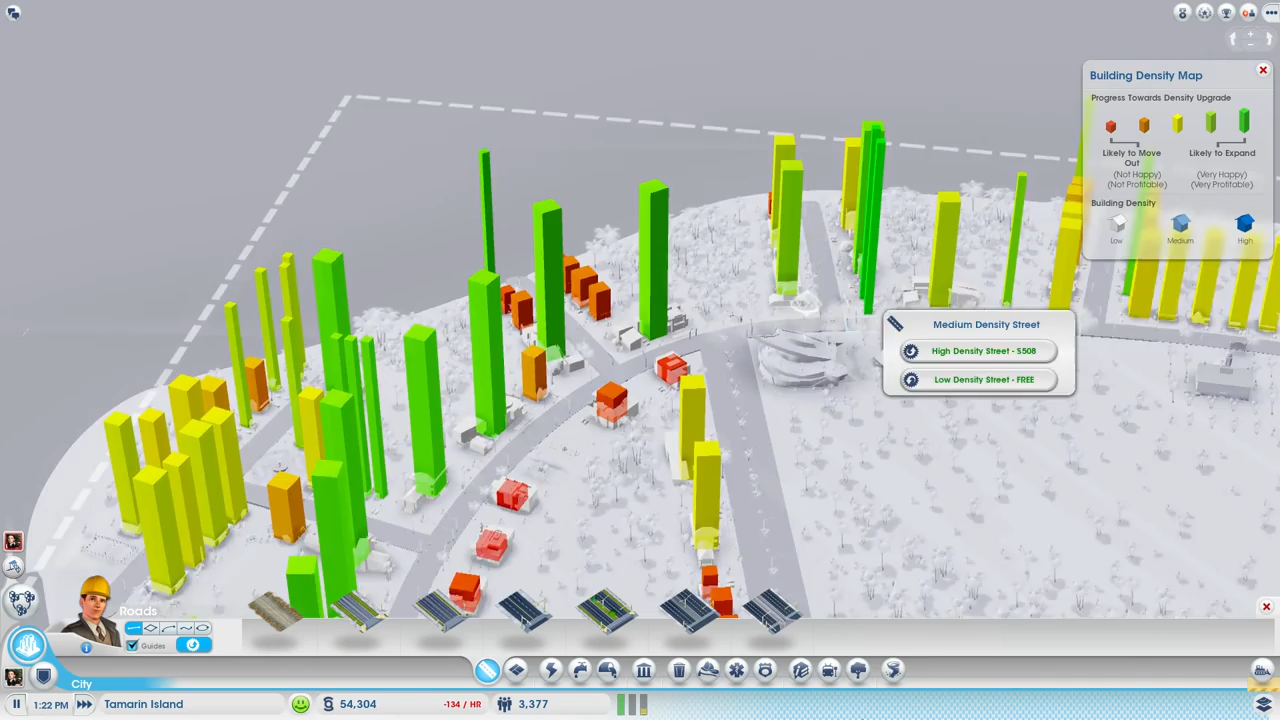 Building Density Map
Progress Towards Density Upgrade
Likely to Move Out
Likely to Expand
(Not Happy)
(Not Profitable)
(Very Happy)
(Very Profitable)
Building Density
Low
Medium
High
Medium Density Street
High Density Street - §508
Low Density Street - FREE
Roads
Guides
City
1:22 PM
Tamarin Island
54,304
-134 / HR
3,377